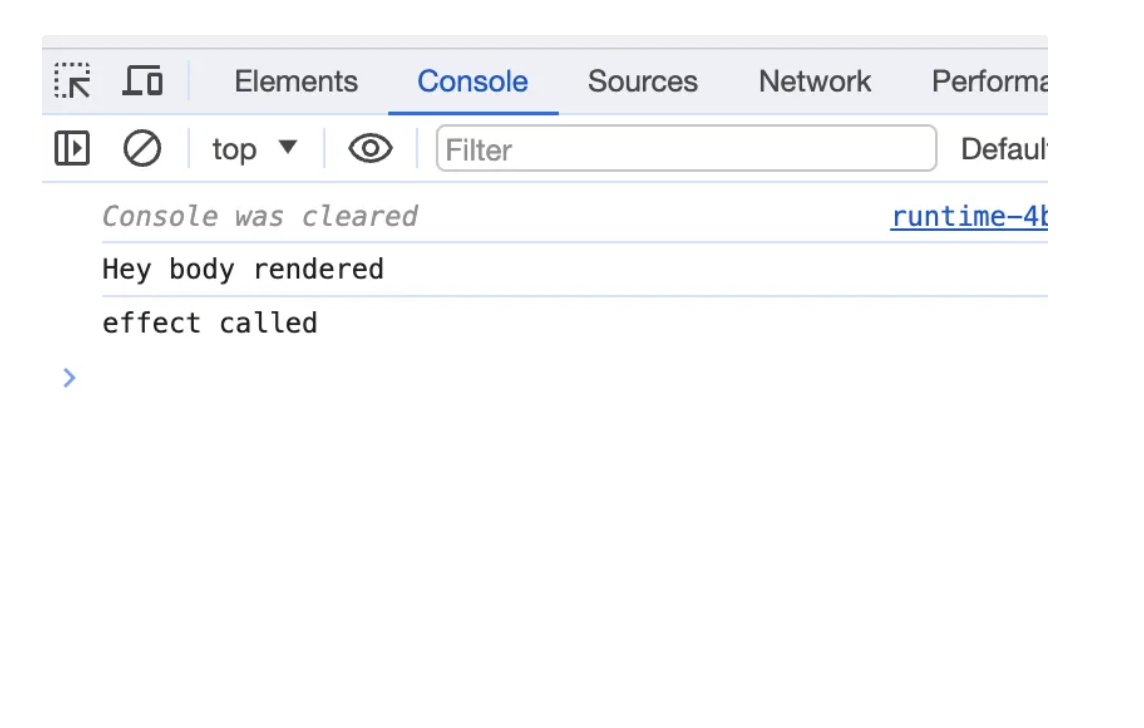 Elements Console Sources Network Performa
top Filter Defaul
Console was cleared runtime-4b
Hey body rendered
effect called